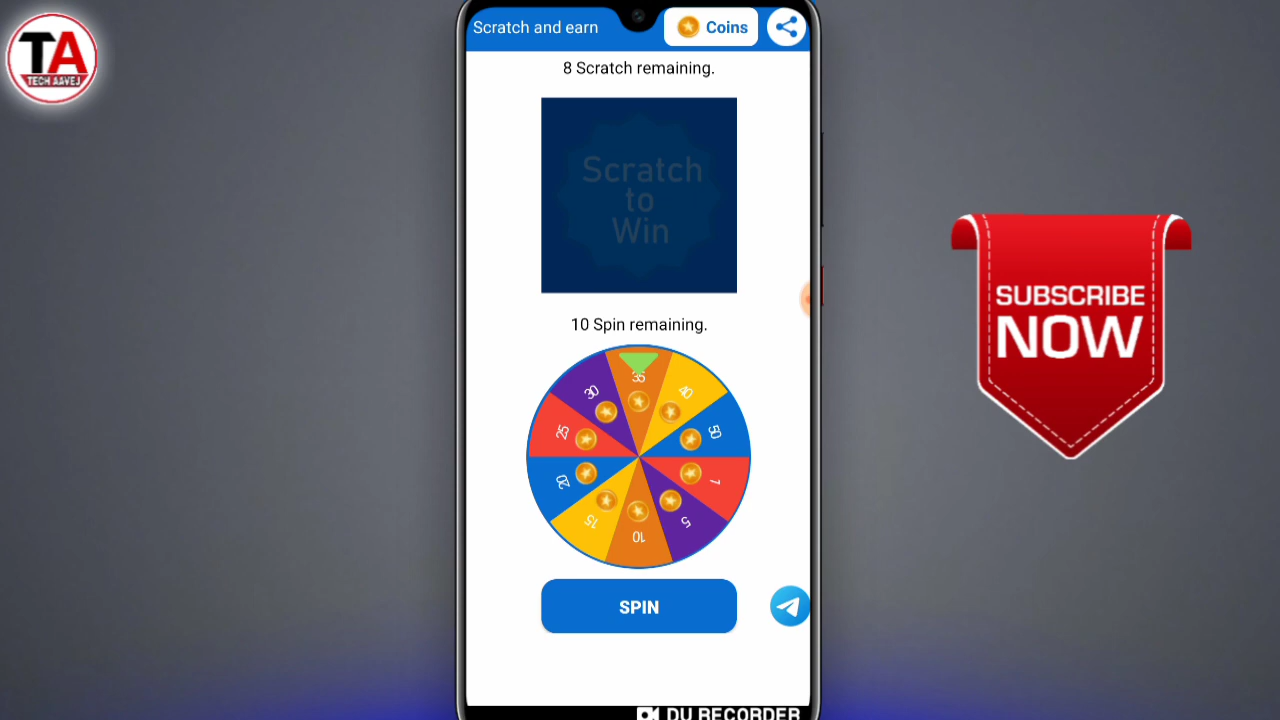 TA
TECH AAVEJ
Scratch and earn
Coins
8 Scratch remaining.
Scratch
to
Win
10 Spin remaining.
35
40
50
1
5
10
15
20
25
30
SPIN
SUBSCRIBE
NOW
DU RECORDER